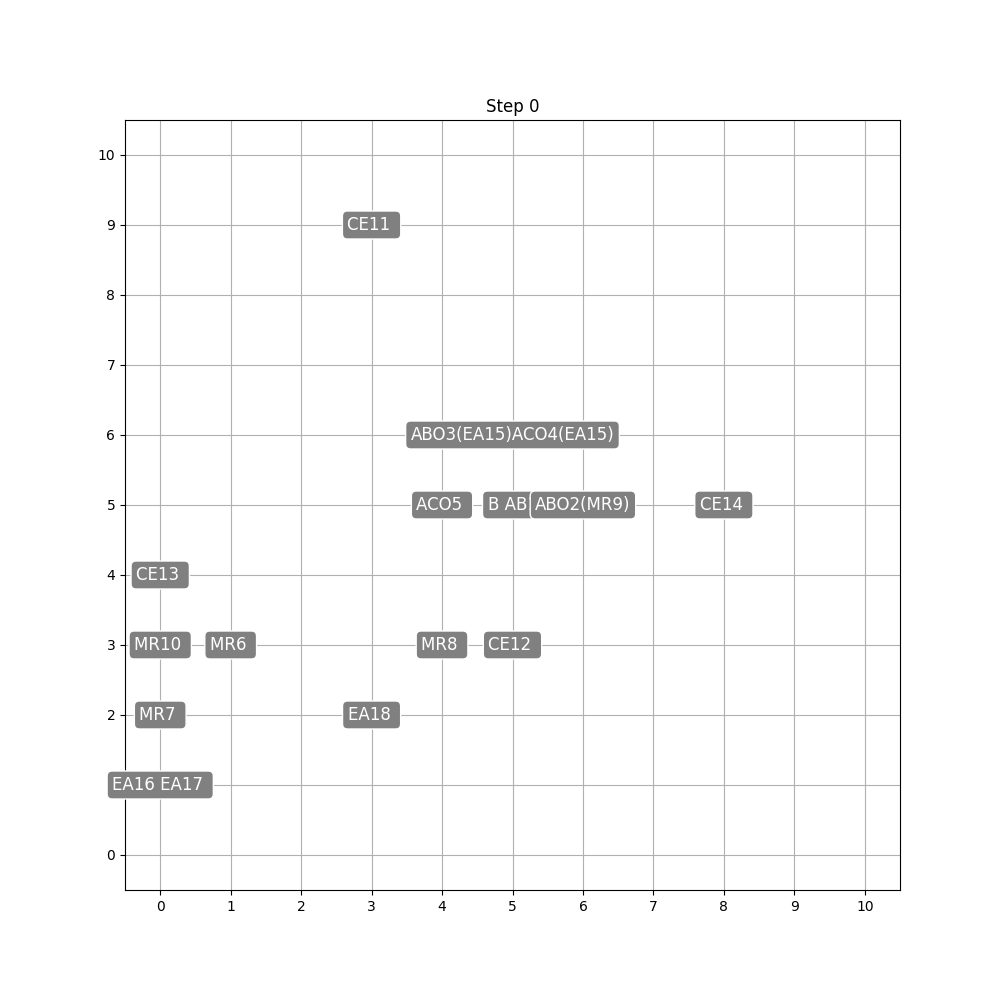 Step 0
10
9 CE11
8
7
6 ABO3(EA15)ACO4(EA15)
5 ACO5 B AB ABO2(MR9) CE14
4 CE13
3 MR10 MR6 MR8 CE12
2 MR7 EA18
1 EA16 EA17
0
0 1 2 3 4 5 6 7 8 9 10